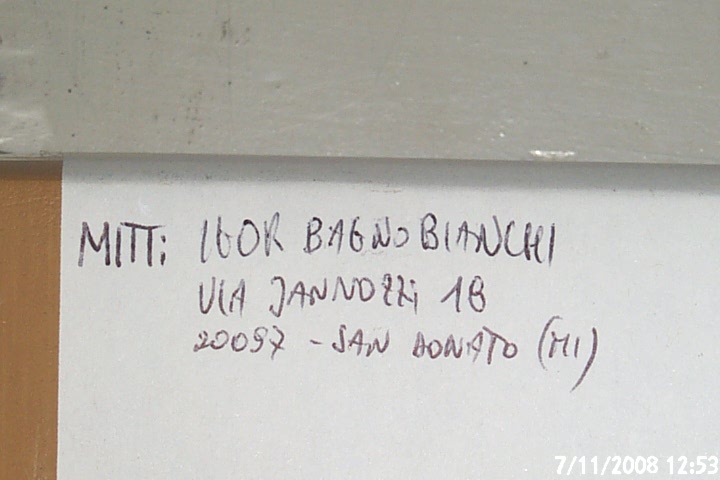 MITT: IGOR BAGNOBIANCHI
VIA JANNOZZI 18
20097 - SAN DONATO (MI)
7/11/2008 12:53